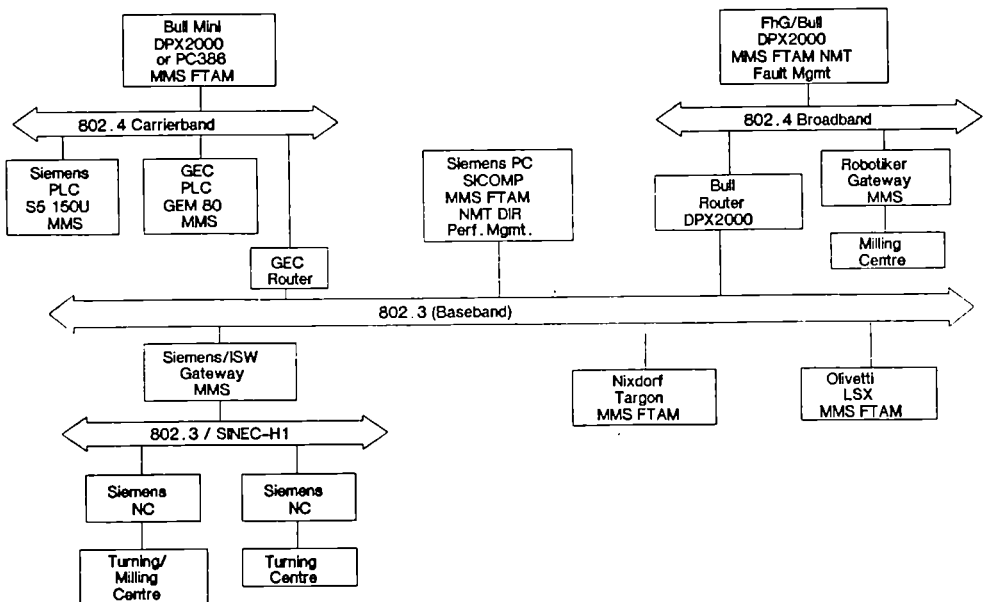 Bull Mini
DPX2000
or PC386
MMS FTAM
FhG/Bull
DPX2000
MMS FTAM NMT
Fault Mgmt
802.4 Carrierband
802.4 Broadband
Siemens
PLC
S5 150U
MMS
GEC
PLC
GEM 80
MMS
Siemens PC
SICOMP
MMS FTAM
NMT DIR
Perf. Mgmt.
Bull
Router
DPX2000
Robotiker
Gateway
MMS
Milling
Centre
GEC
Router
802.3 (Baseband)
Siemens/ISW
Gateway
MMS
Nixdorf
Targon
MMS FTAM
Olivetti
LSX
MMS FTAM
802.3 / SINEC-H1
Siemens
NC
Siemens
NC
Turning/
Milling
Centre
Turning
Centre